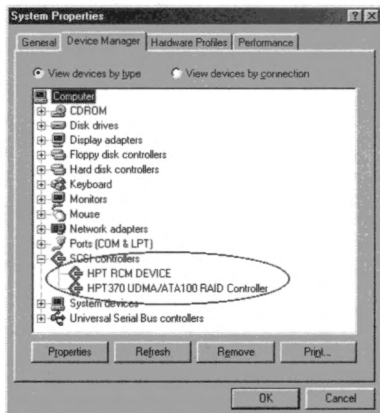 System Properties
General Device Manager Hardware Profiles Performance
View devices by type View devices by connection
Computer
CDROM
Disk drives
Display adapters
Floppy disk controllers
Hard disk controllers
Keyboard
Monitors
Mouse
Network adapters
Ports (COM & LPT)
SCSI controllers
HPT RCM DEVICE
HPT370 UDMA/ATA100 RAID Controller
System devices
Universal Serial Bus controllers
Properties Refresh Remove Print...
OK Cancel